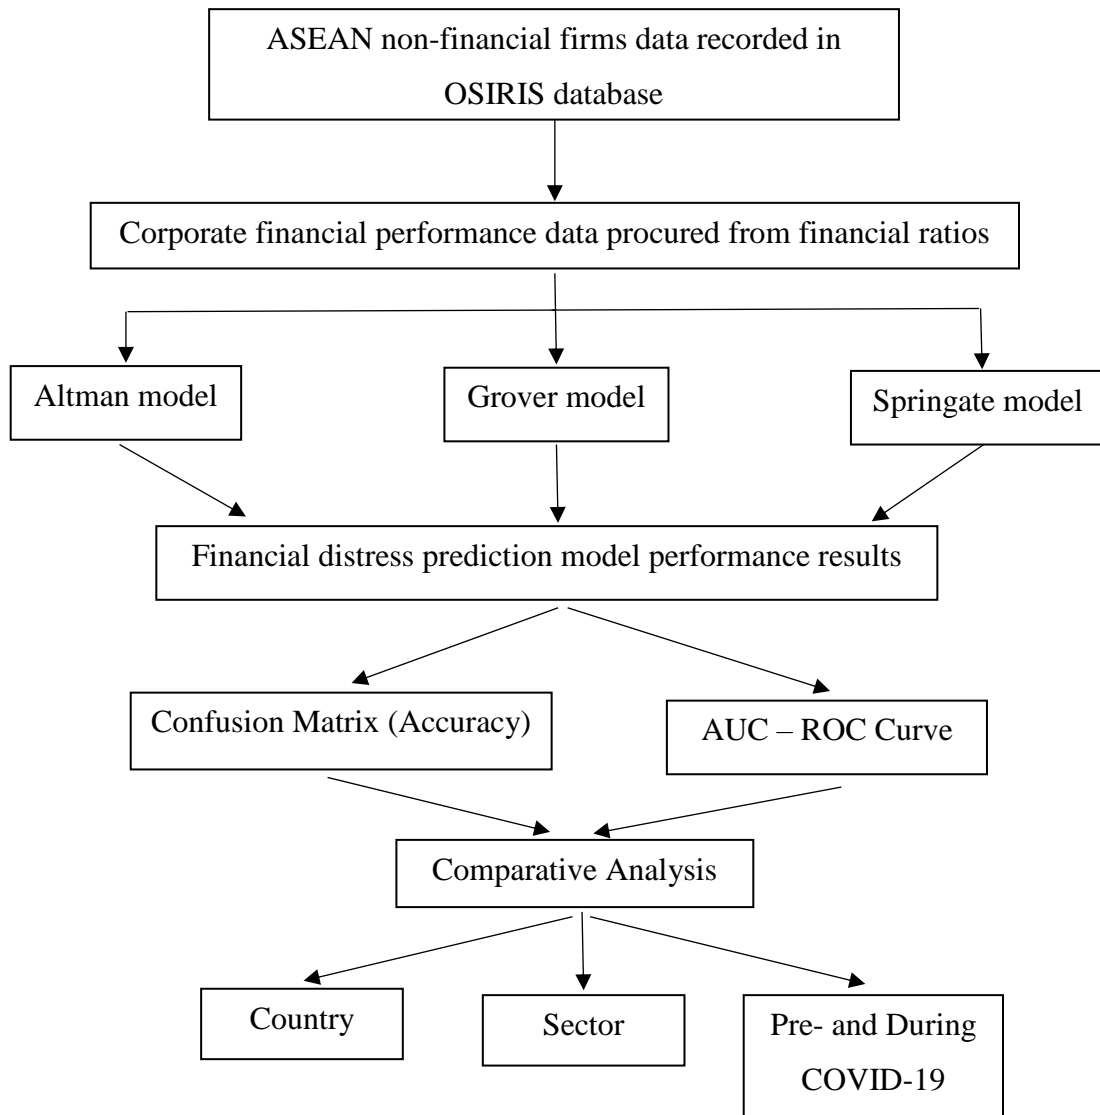 ASEAN non-financial firms data recorded in
OSIRIS database
Corporate financial performance data procured from financial ratios
Altman model
Grover model
Springate model
Financial distress prediction model performance results
Confusion Matrix (Accuracy)
AUC – ROC Curve
Comparative Analysis
Country
Sector
Pre- and During
COVID-19